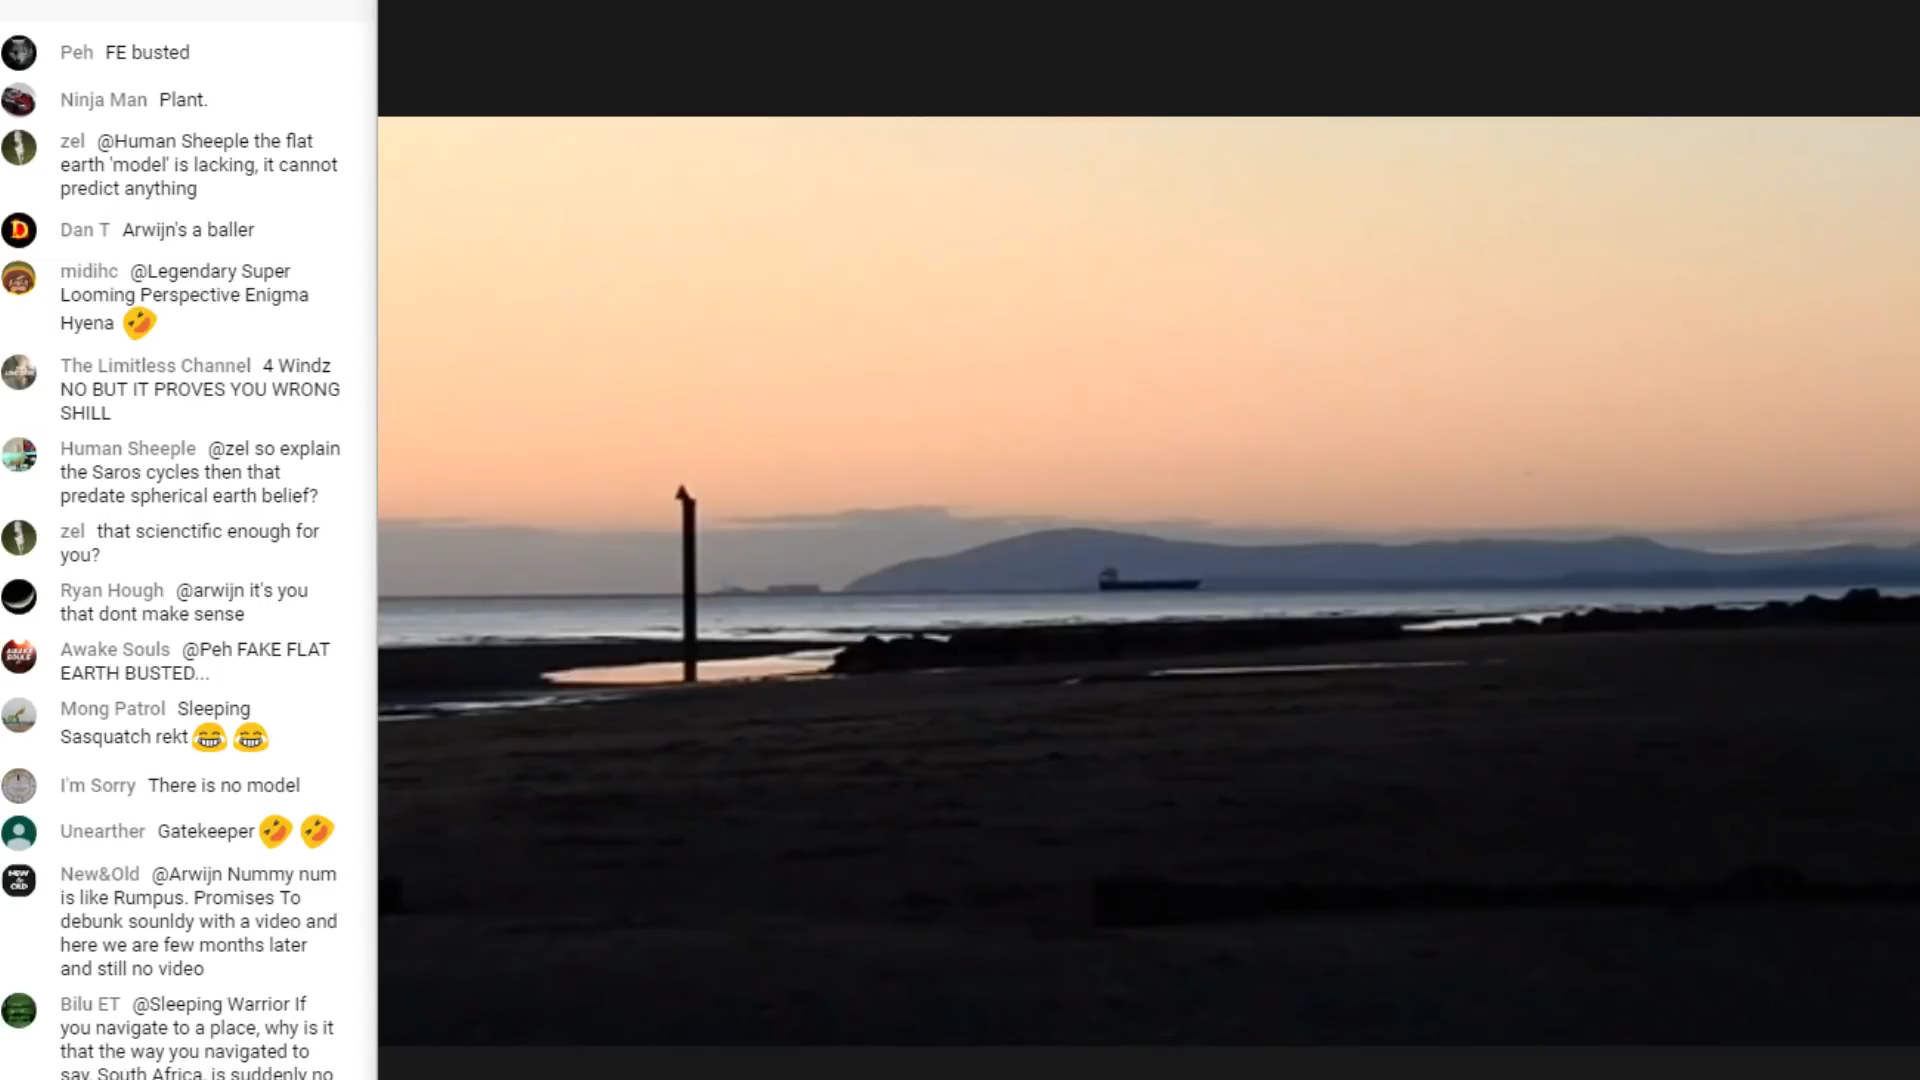 Peh FE busted
Ninja Man Plant.
zel @Human Sheeple the flat
earth 'model' is lacking, it cannot
predict anything
Dan T Arwijn's a baller
midihc @Legendary Super
Looming Perspective Enigma
Hyena
The Limitless Channel 4 Windz
NO BUT IT PROVES YOU WRONG
SHILL
Human Sheeple @zel so explain
the Saros cycles then that
predate spherical earth belief?
zel that scienctific enough for
you?
Ryan Hough @arwijn it's you
that dont make sense
Awake Souls @Peh FAKE FLAT
EARTH BUSTED...
Mong Patrol Sleeping
Sasquatch rekt
I'm Sorry There is no model
Unearther Gatekeeper
New&Old @Arwijn Nummy num
is like Rumpus. Promises To
debunk sounldy with a video and
here we are few months later
and still no video
Bilu ET @Sleeping Warrior If
you navigate to a place, why is it
that the way you navigated to
say, South Africa, is suddenly no